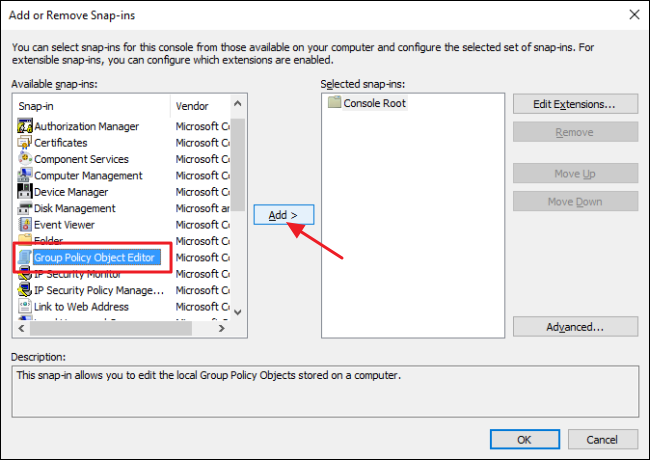 Add or Remove Snap-ins
You can select snap-ins for this console from those available on your computer and configure the selected set of snap-ins. For
extensible snap-ins, you can configure which extensions are enabled.
Available snap-ins:
Snap-in Vendor
Authorization Manager Microsoft Co
Certificates Microsoft Co
Component Services Microsoft Co
Computer Management Microsoft Co
Device Manager Microsoft Co
Disk Management Microsoft an
Event Viewer Microsoft Co
Folder Microsoft Co
Group Policy Object Editor Microsoft Co
IP Security Monitor Microsoft Co
IP Security Policy Manage... Microsoft Co
Link to Web Address Microsoft Co
Add >
Selected snap-ins:
Console Root
Edit Extensions...
Remove
Move Up
Move Down
Advanced...
Description:
This snap-in allows you to edit the local Group Policy Objects stored on a computer.
OK
Cancel